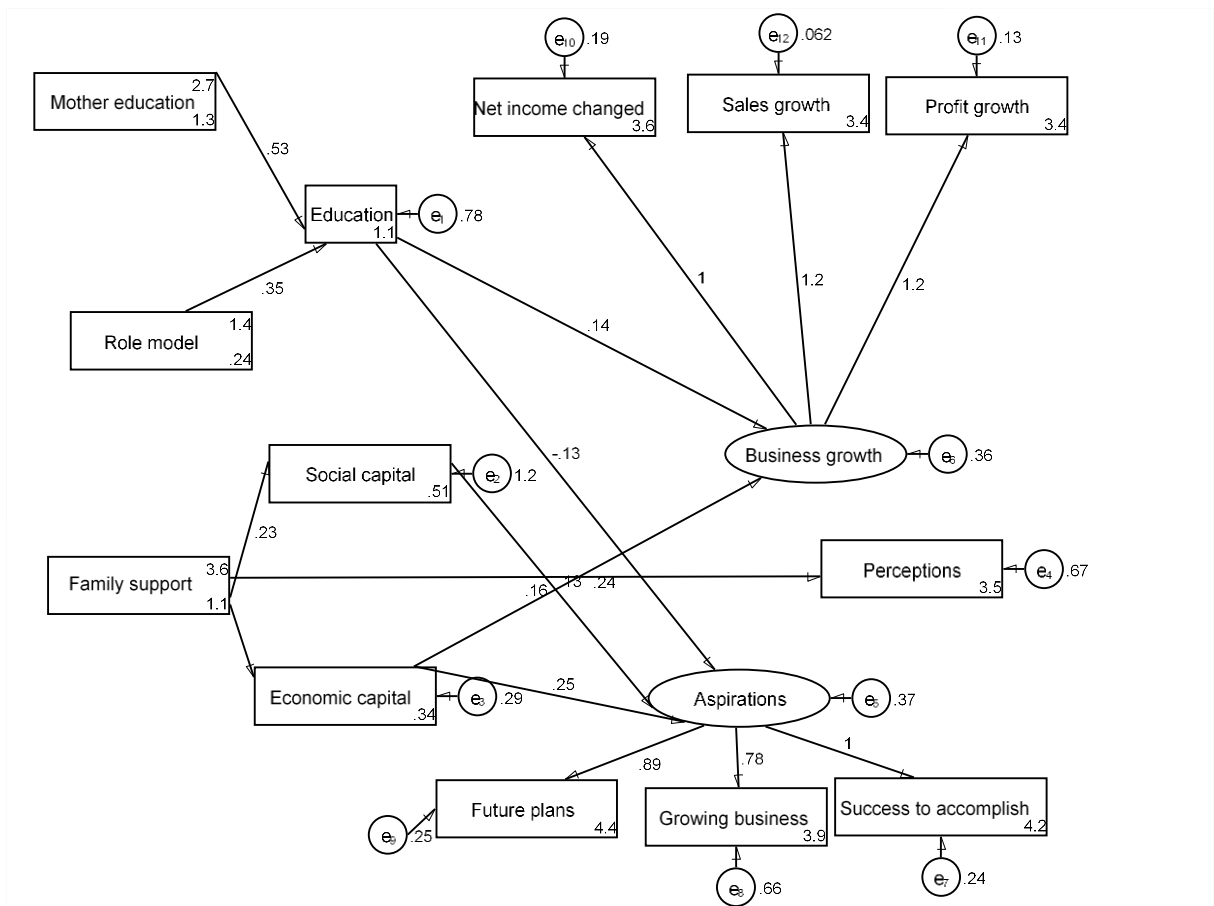 e10 .19
e12 .062
e11 .13
2.7
Mother education
1.3
Net income changed
3.6
Sales growth
3.4
Profit growth
3.4
.53
Education
1.1
e1 .78
.35
1.4
Role model
.24
1
1.2
1.2
.14
-.13
Business growth
e6 .36
Social capital
.51
e2 1.2
.23
3.6
Family support
1.1
.16
.13
.24
Perceptions
3.5
e4 .67
Economic capital
.34
e3 .29
.25
Aspirations
e5 .37
.89
.78
1
Future plans
4.4
e9 .25
Growing business
3.9
Success to accomplish
4.2
e8 .66
e7 .24